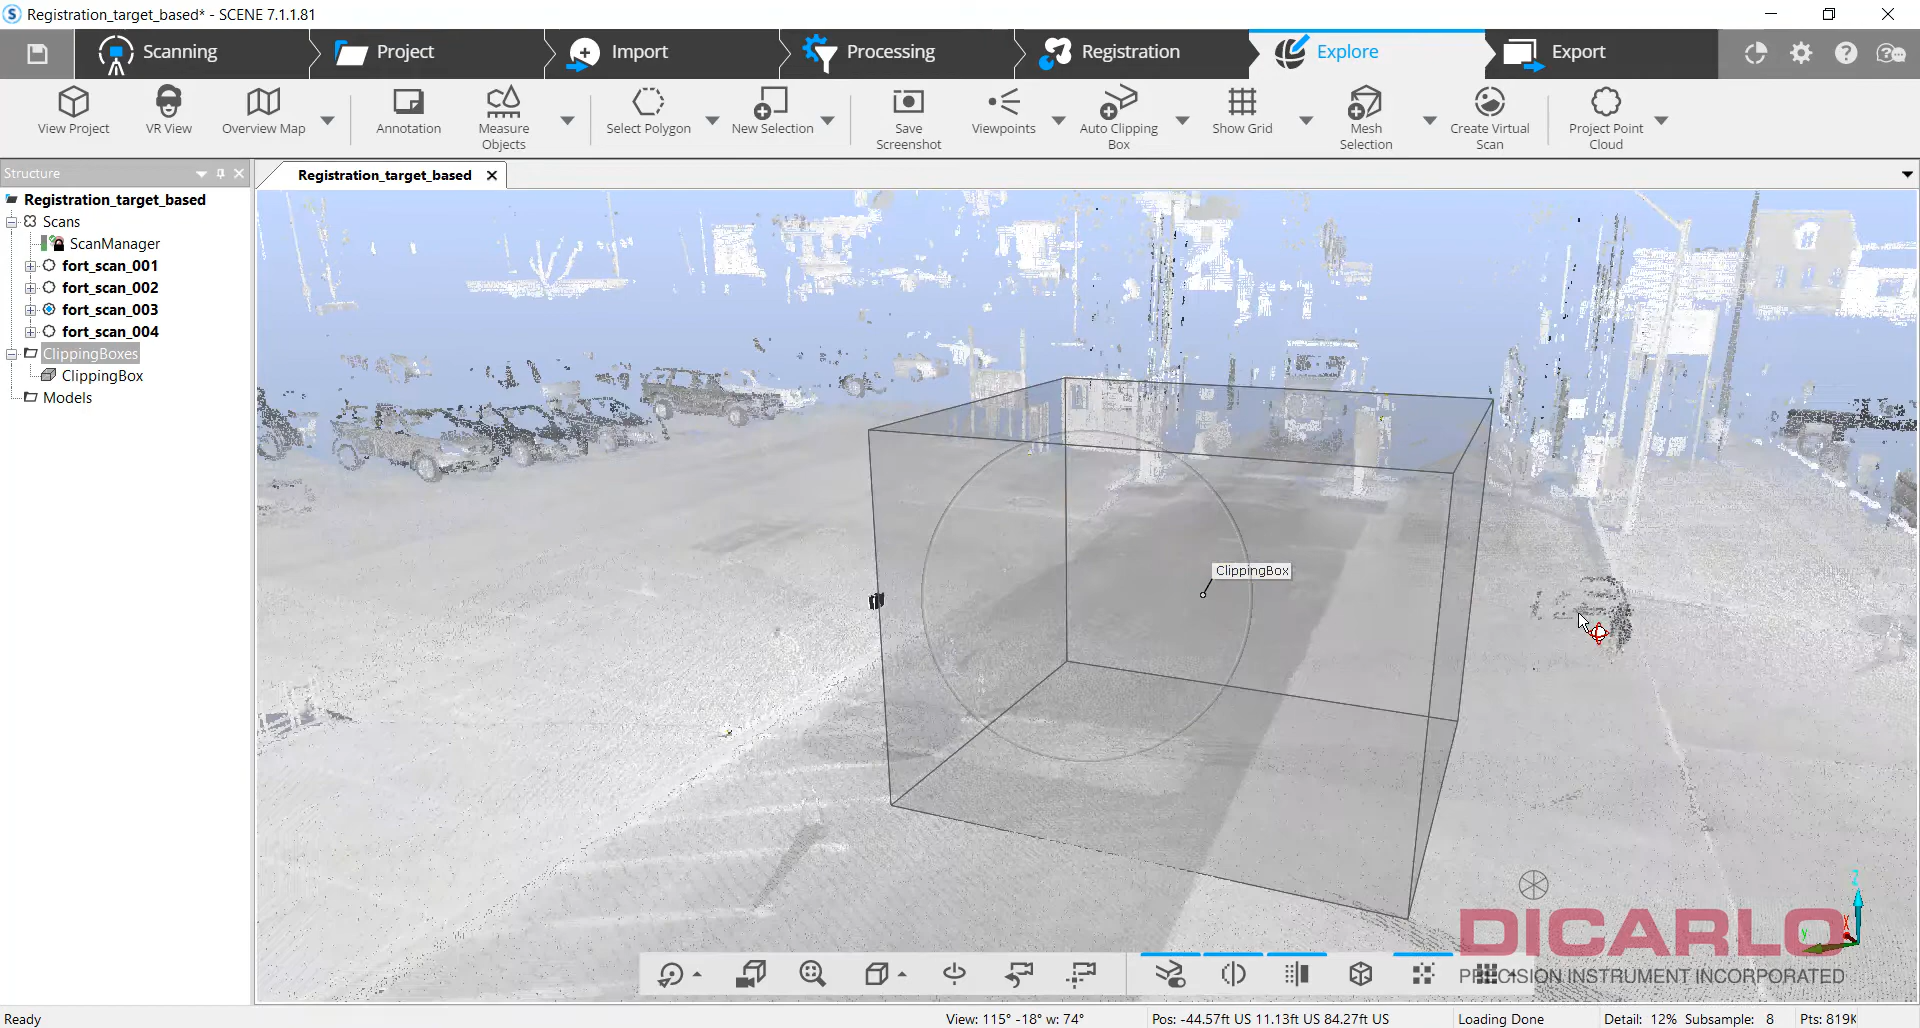 Registration_target_based* - SCENE 7.1.1.81
Scanning
Project
Import
Processing
Registration
Explore
Export
View Project
VR View
Overview Map
Annotation
Measure
Objects
Select Polygon
New Selection
Save
Screenshot
Viewpoints
Auto Clipping
Box
Show Grid
Mesh
Selection
Create Virtual
Scan
Project Point
Cloud
Structure
Registration_target_based
Registration_target_based
Scans
ScanManager
fort_scan_001
fort_scan_002
fort_scan_003
fort_scan_004
ClippingBoxes
ClippingBox
Models
ClippingBox
Z
X
y
DICARLO
PRECISION INSTRUMENT INCORPORATED
Ready
View: 115° -18° w: 74°
Pos: -44.57ft US 11.13ft US 84.27ft US
Loading Done
Detail: 12% Subsample: 8
Pts: 819K